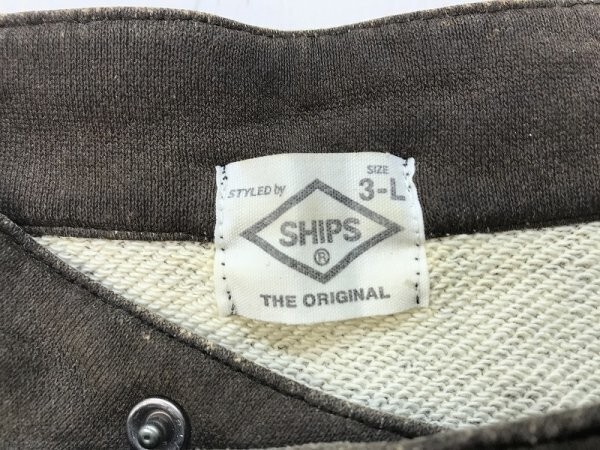 STYLED by
SIZE
3-L
SHIPS
®
THE ORIGINAL